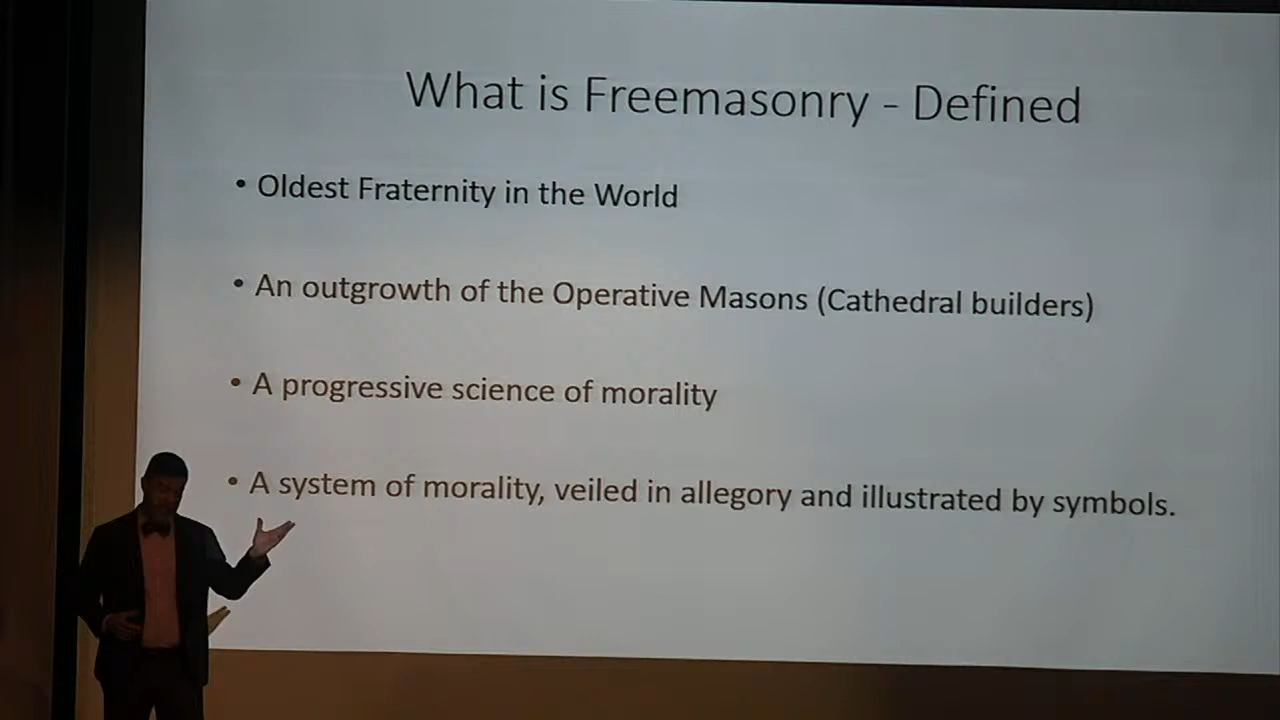 What is Freemasonry - Defined
• Oldest Fraternity in the World
• An outgrowth of the Operative Masons (Cathedral builders)
• A progressive science of morality
• A system of morality, veiled in allegory and illustrated by symbols.